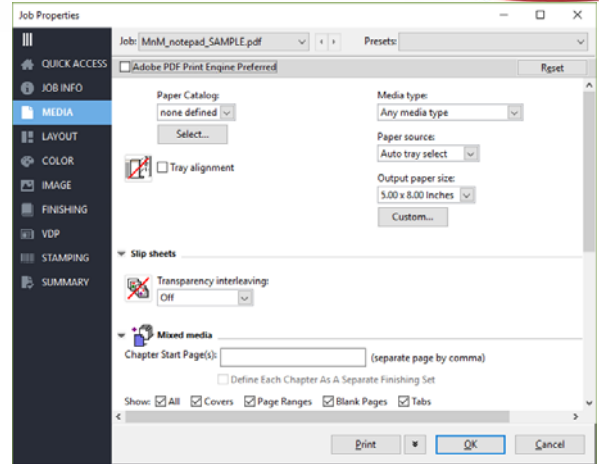 Job Properties
Job: MnM_notepad_SAMPLE.pdf Presets:
QUICK ACCESS
JOB INFO
MEDIA
LAYOUT
COLOR
IMAGE
FINISHING
VDP
STAMPING
SUMMARY
Adobe PDF Print Engine Preferred Reset
Paper Catalog:
none defined
Select...
Tray alignment
Media type:
Any media type
Paper source:
Auto tray select
Output paper size:
5.00 x 8.00 Inches
Custom...
Slip sheets
Transparency interleaving:
Off
Mixed media
Chapter Start Page(s): (separate page by comma)
Define Each Chapter As A Separate Finishing Set
Show: All Covers Page Ranges Blank Pages Tabs
Print OK Cancel